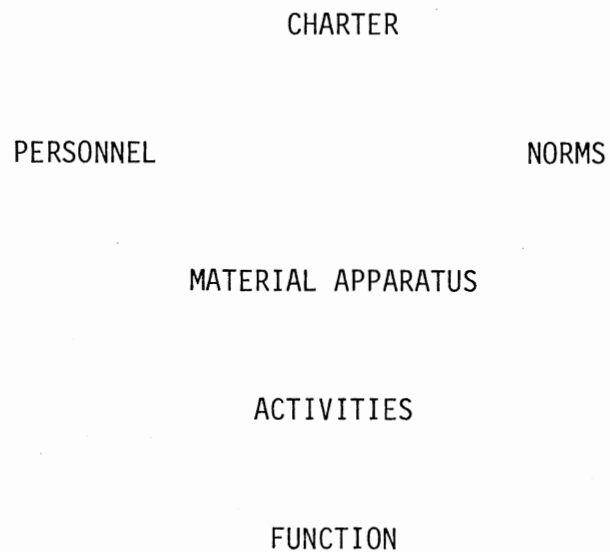 CHARTER
PERSONNEL NORMS
MATERIAL APPARATUS
ACTIVITIES
FUNCTION